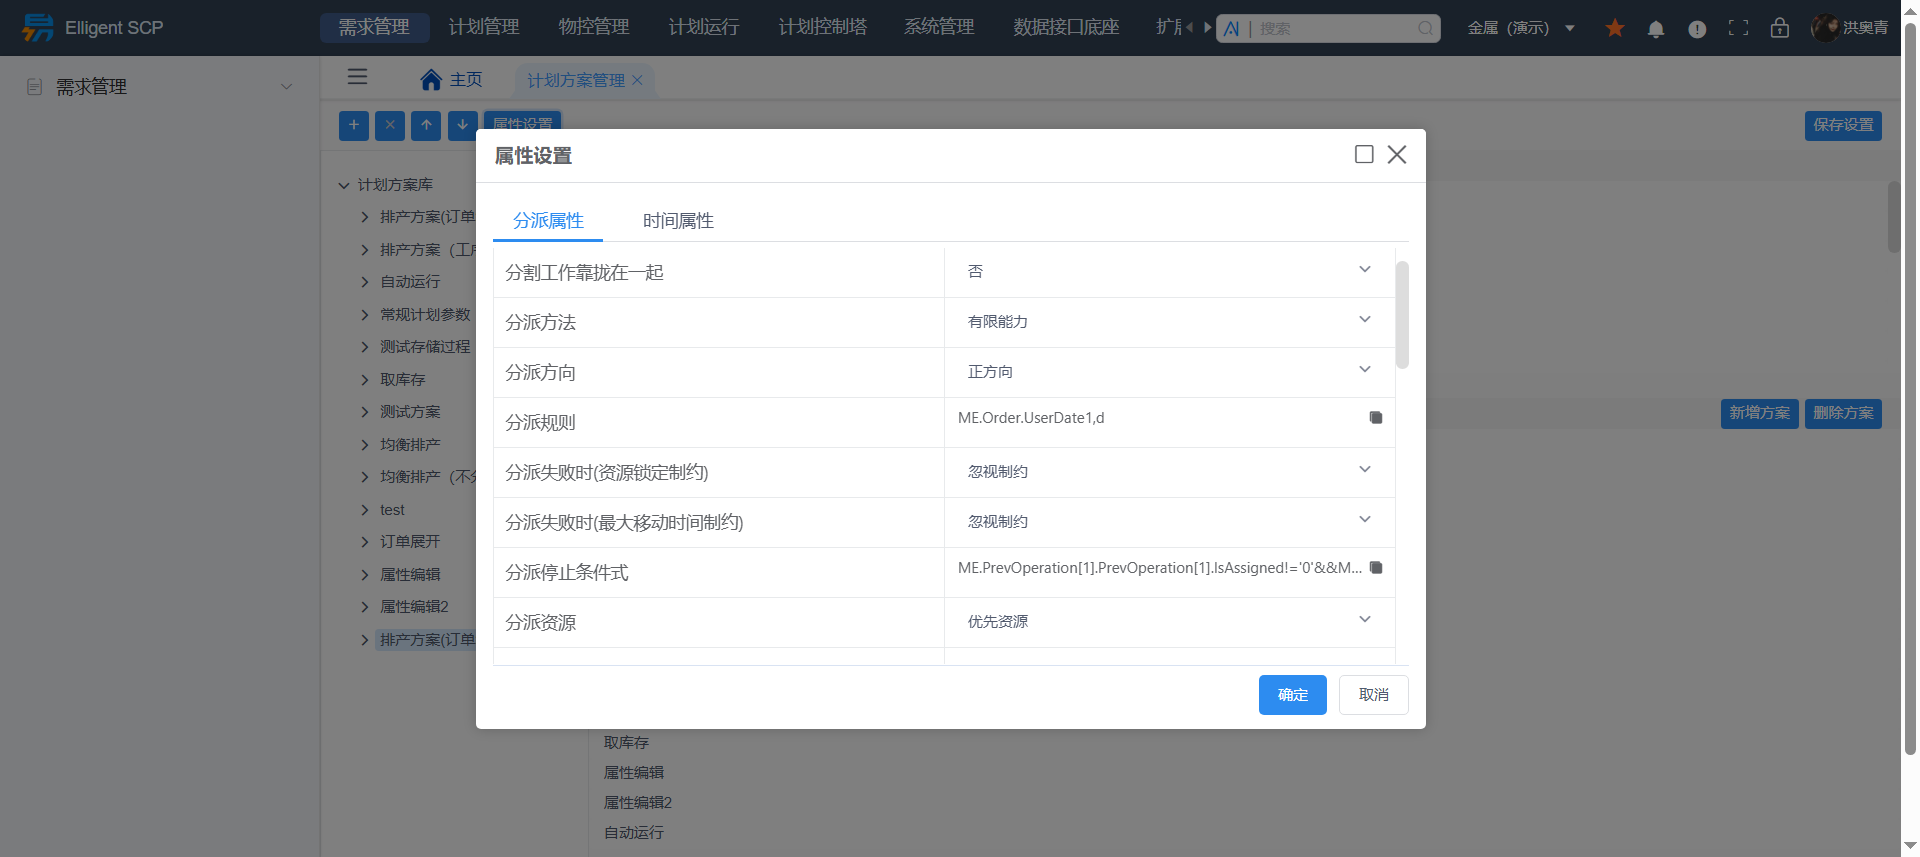 Elligent SCP
需求管理
计划管理
物控管理
计划运行
计划控制塔
系统管理
数据接口底座
AI | 搜索
金属（演示）
洪奥青
需求管理
主页
计划方案管理
属性设置
保存设置
计划方案库
排产方案(订单
排产方案（工
自动运行
常规计划参数
测试存储过程
取库存
测试方案
均衡排产
均衡排产（不
test
订单展开
属性编辑
属性编辑2
排产方案(订单
属性设置
分派属性
时间属性
分割工作靠拢在一起
否
分派方法
有限能力
分派方向
正方向
分派规则
ME.Order.UserDate1,d
分派失败时(资源锁定制约)
忽视制约
分派失败时(最大移动时间制约)
忽视制约
分派停止条件式
ME.PrevOperation[1].PrevOperation[1].IsAssigned!='0'&&M...
分派资源
优先资源
确定
取消
新增方案
删除方案
取库存
属性编辑
属性编辑2
自动运行